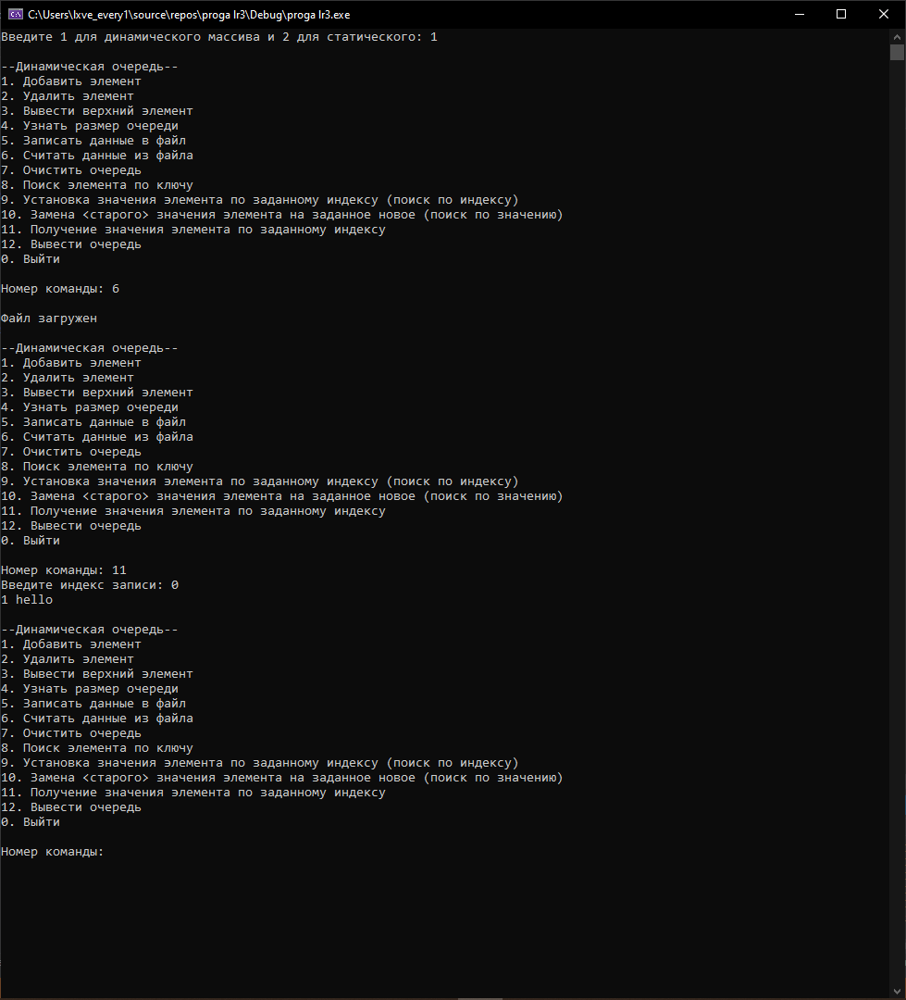 C:\Users\lxve_every1\source\repos\proga lr3\Debug\proga lr3.exe
Введите 1 для динамического массива и 2 для статического: 1
--Динамическая очередь--
1. Добавить элемент
2. Удалить элемент
3. Вывести верхний элемент
4. Узнать размер очереди
5. Записать данные в файл
6. Считать данные из файла
7. Очистить очередь
8. Поиск элемента по ключу
9. Установка значения элемента по заданному индексу (поиск по индексу)
10. Замена <старого> значения элемента на заданное новое (поиск по значению)
11. Получение значения элемента по заданному индексу
12. Вывести очередь
0. Выйти
Номер команды: 6
Файл загружен
--Динамическая очередь--
1. Добавить элемент
2. Удалить элемент
3. Вывести верхний элемент
4. Узнать размер очереди
5. Записать данные в файл
6. Считать данные из файла
7. Очистить очередь
8. Поиск элемента по ключу
9. Установка значения элемента по заданному индексу (поиск по индексу)
10. Замена <старого> значения элемента на заданное новое (поиск по значению)
11. Получение значения элемента по заданному индексу
12. Вывести очередь
0. Выйти
Номер команды: 11
Введите индекс записи: 0
1 hello
--Динамическая очередь--
1. Добавить элемент
2. Удалить элемент
3. Вывести верхний элемент
4. Узнать размер очереди
5. Записать данные в файл
6. Считать данные из файла
7. Очистить очередь
8. Поиск элемента по ключу
9. Установка значения элемента по заданному индексу (поиск по индексу)
10. Замена <старого> значения элемента на заданное новое (поиск по значению)
11. Получение значения элемента по заданному индексу
12. Вывести очередь
0. Выйти
Номер команды: